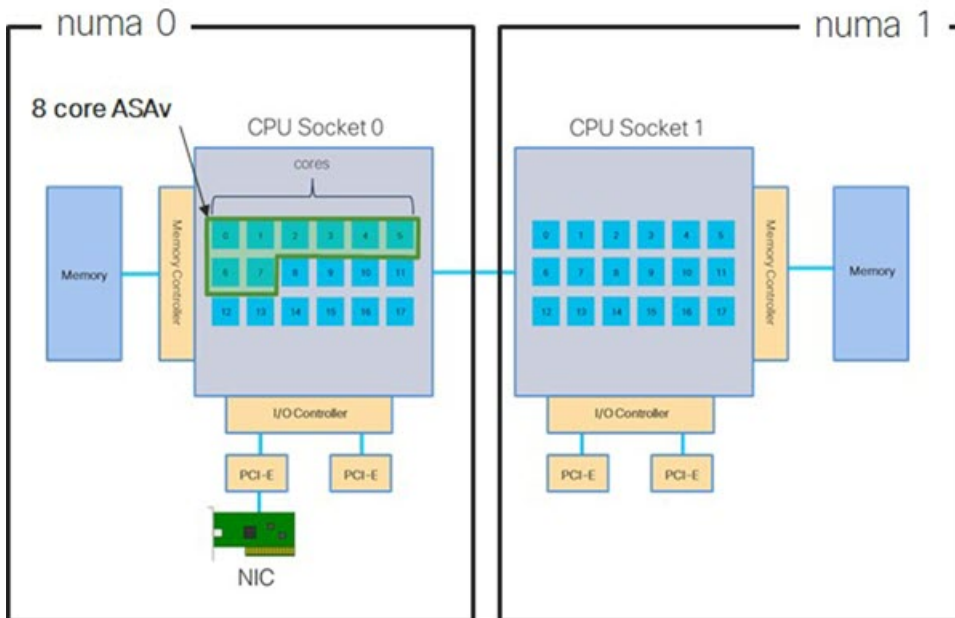 numa 0
numa 1
8 core ASAv
CPU Socket 0
CPU Socket 1
cores
0 1 2 3 4 5
0 1 2 3 4 5
6 7 8 9 10 11
6 7 8 9 10 11
12 13 14 15 16 17
12 13 14 15 16 17
Memory
Memory Controller
Memory Controller
Memory
I/O Controller
I/O Controller
PCI-E
PCI-E
PCI-E
PCI-E
NIC